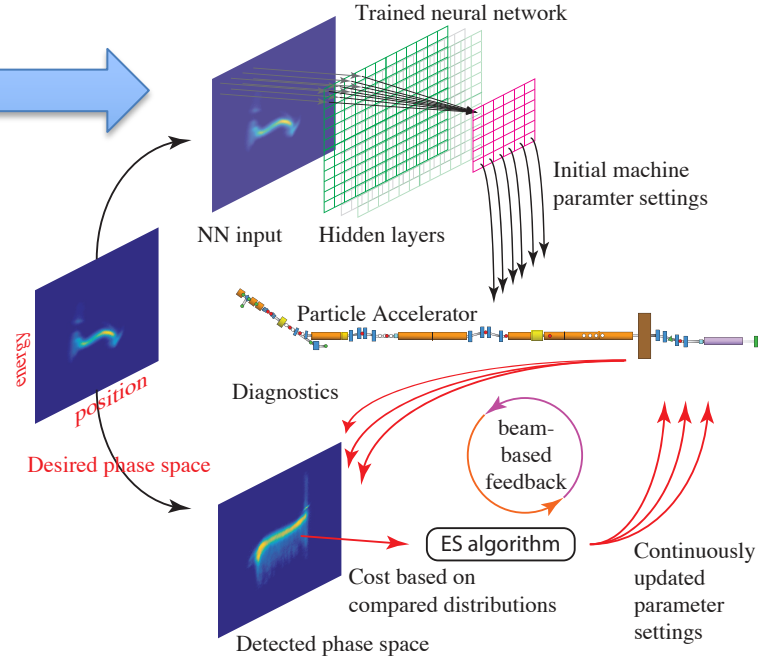 Trained neural network
Initial machine
paramter settings
NN input
Hidden layers
Particle Accelerator
energy
position
Desired phase space
Diagnostics
beam-
based
feedback
ES algorithm
Cost based on
compared distributions
Continuously
updated
parameter
settings
Detected phase space